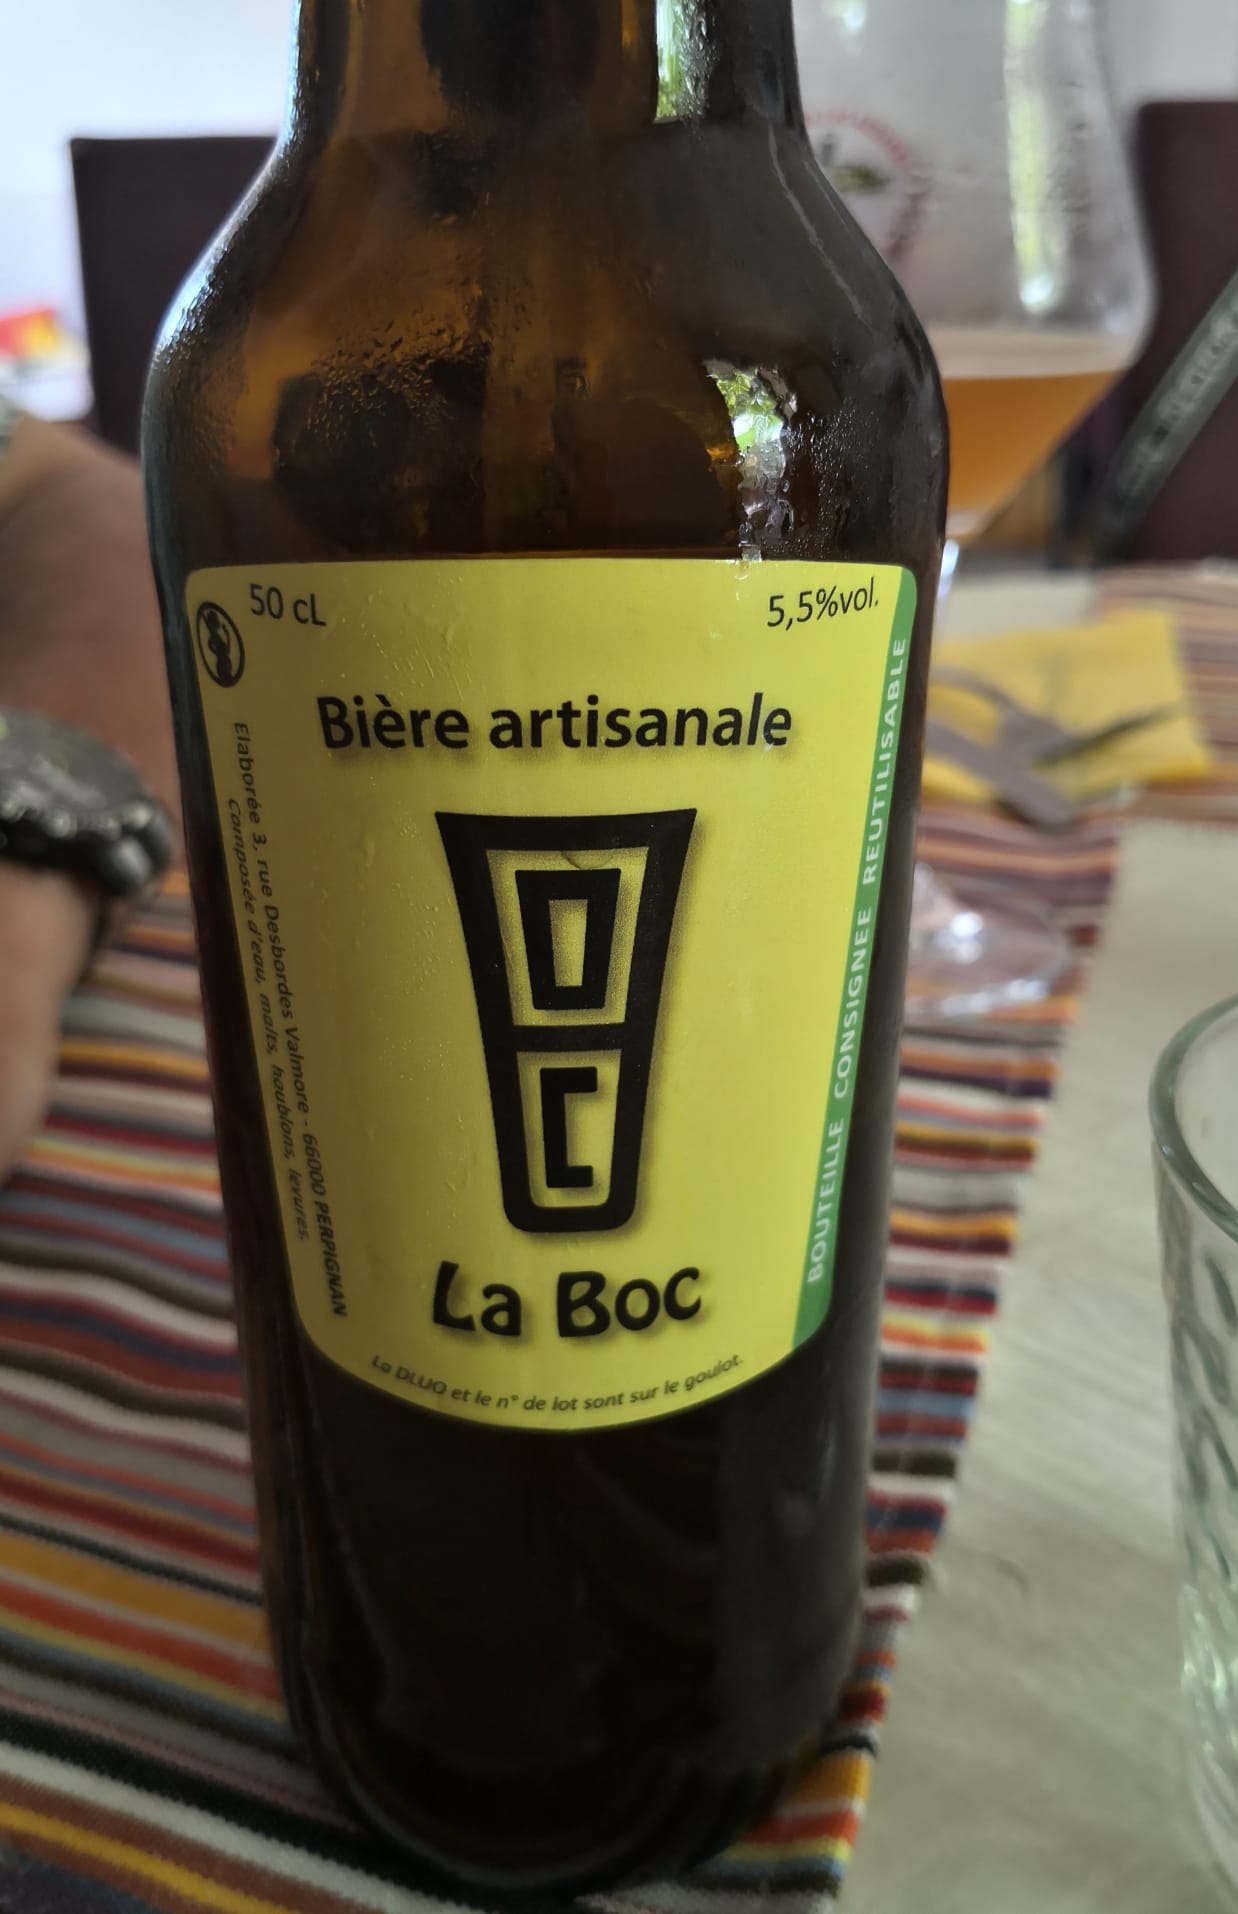 50 cL
5,5%vol.
Bière artisanale
La Boc
Elaborée 3, rue Desbordes Valmore - 66000 PERPIGNAN
Composée d'eau, malts, houblons, levures.
BOUTEILLE CONSIGNEE REUTILISABLE
La DLUO et le n° de lot sont sur le goulot.